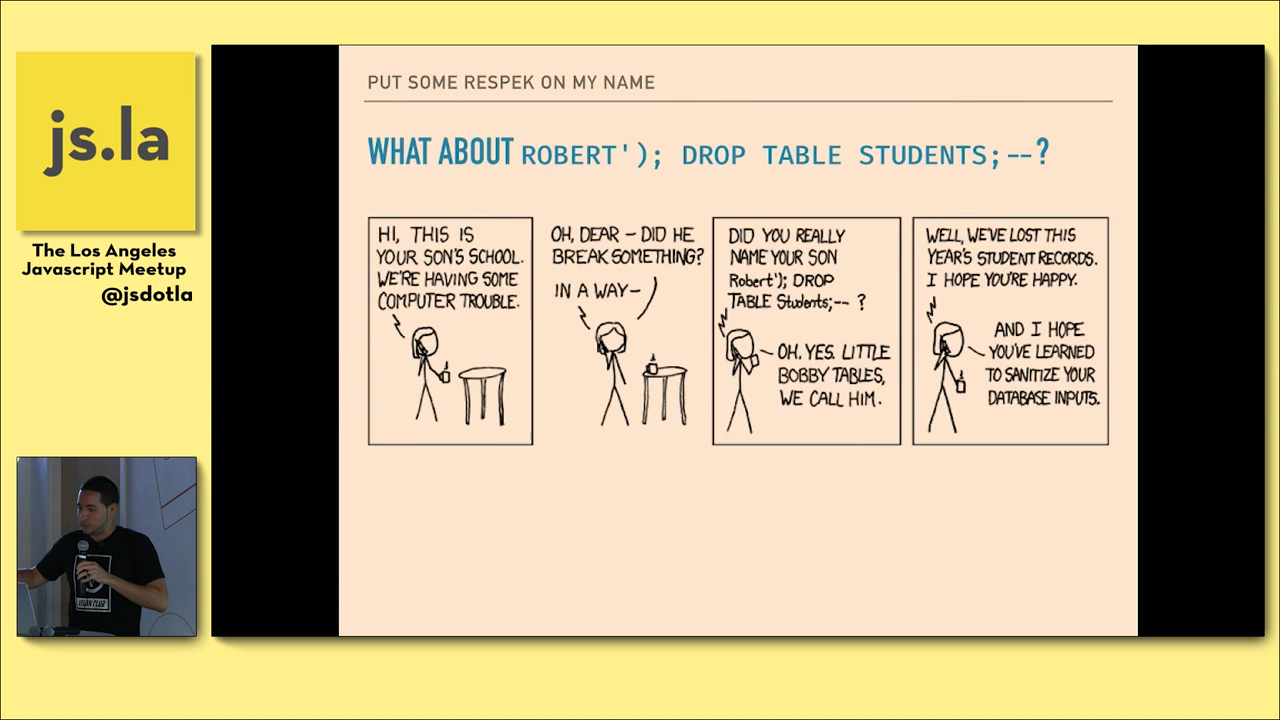 js.la
The Los Angeles
Javascript Meetup
@jsdotla
PUT SOME RESPEK ON MY NAME
WHAT ABOUT ROBERT'); DROP TABLE STUDENTS;--?
HI, THIS IS
YOUR SON'S SCHOOL.
WE'RE HAVING SOME
COMPUTER TROUBLE.
OH, DEAR – DID HE
BREAK SOMETHING?
IN A WAY–
DID YOU REALLY
NAME YOUR SON
Robert'); DROP
TABLE Students;-- ?
OH, YES. LITTLE
BOBBY TABLES,
WE CALL HIM.
WELL, WE'VE LOST THIS
YEAR'S STUDENT RECORDS.
I HOPE YOU'RE HAPPY.
AND I HOPE
YOU'VE LEARNED
TO SANITIZE YOUR
DATABASE INPUTS.